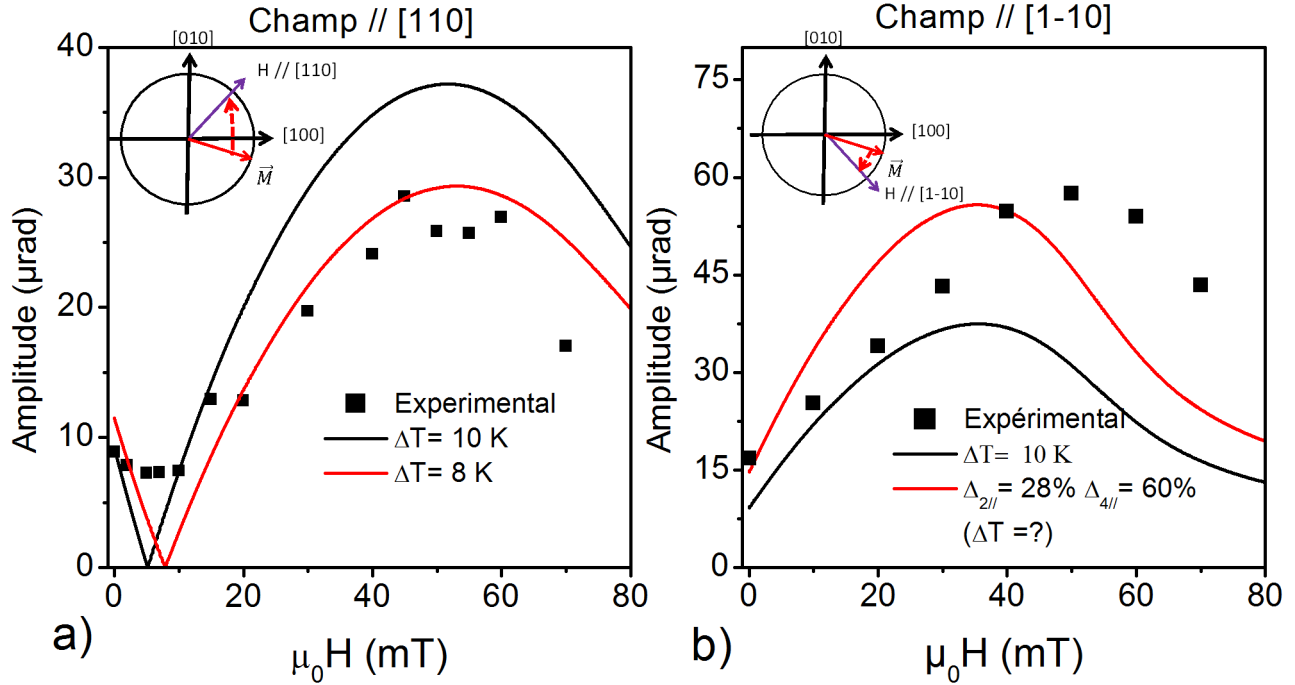 Champ // [110]
40
30
20
10
0
0
20
40
60
80
Amplitude (µrad)
µ₀H (mT)
a)
[010]
H // [110]
[100]
M⃗
Experimental
ΔT= 10 K
ΔT= 8 K
Champ // [1-10]
75
60
45
30
15
0
0
20
40
60
80
Amplitude (µrad)
µ₀H (mT)
b)
[010]
[100]
M⃗
H // [1-10]
Expérimental
ΔT= 10 K
Δ₂// = 28% Δ₄// = 60%
(ΔT =?)